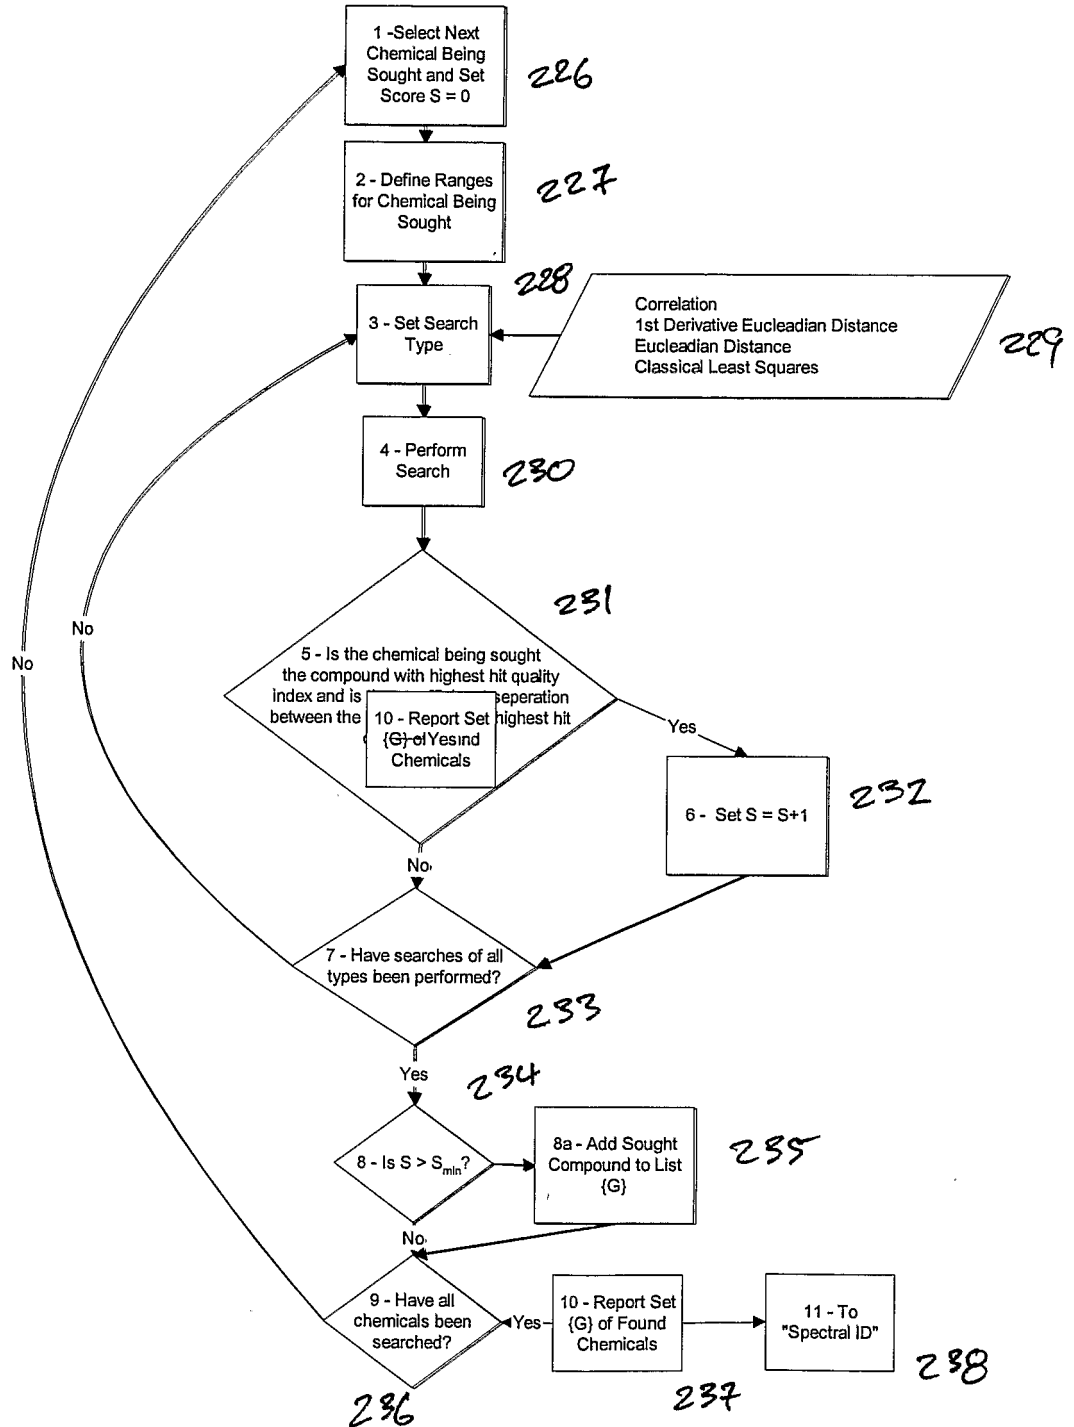 1 -Select Next
Chemical Being
Sought and Set
Score S = 0
226
2 - Define Ranges
for Chemical Being
Sought
227
228
3 - Set Search
Type
Correlation
1st Derivative Eucleadian Distance
Eucleadian Distance
Classical Least Squares
229
4 - Perform
Search
230
231
5 - Is the chemical being sought
the compound with highest hit quality
index and is seperation
between the highest hit
10 - Report Set
{G} of Yes nd
Chemicals
No
No
Yes
6 - Set S = S+1
232
No
7 - Have searches of all
types been performed?
233
Yes
234
8 - Is S > Smin?
8a - Add Sought
Compound to List
{G}
235
No
9 - Have all
chemicals been
searched?
236
Yes
10 - Report Set
{G} of Found
Chemicals
237
11 - To
"Spectral ID"
238